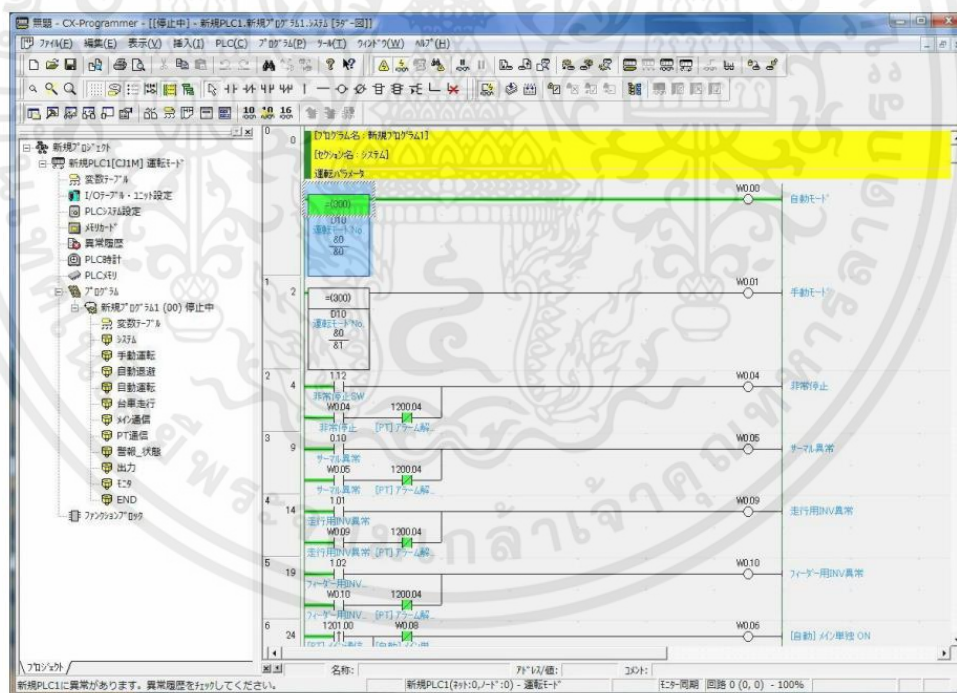 無題 - CX-Programmer - [[停止中] - 新規PLC1.新規ﾌﾟﾛｸﾞﾗﾑ1.ｼｽﾃﾑ [ﾗﾀﾞｰ図]]
ﾌｧｲﾙ(F) 編集(E) 表示(V) 挿入(I) PLC(C) ﾌﾟﾛｸﾞﾗﾑ(P) ﾂｰﾙ(T) ｳｨﾝﾄﾞｳ(W) ﾍﾙﾌﾟ(H)
10 10 16
新規ﾌﾟﾛｼﾞｪｸﾄ
新規PLC1[CJ1M] 運転ﾓｰﾄﾞ
変数ﾃｰﾌﾞﾙ
I/Oﾃｰﾌﾞﾙ・ﾕﾆｯﾄ設定
PLCｼｽﾃﾑ設定
ﾒﾓﾘｶｰﾄﾞ
異常履歴
PLC時計
PLCﾒﾓﾘ
ﾌﾟﾛｸﾞﾗﾑ
新規ﾌﾟﾛｸﾞﾗﾑ1 (00) 停止中
変数ﾃｰﾌﾞﾙ
ｼｽﾃﾑ
手動運転
自動退避
自動運転
台車走行
ﾒｲﾝ通信
PT通信
警報_状態
出力
ﾓﾆﾀ
END
ﾌｧﾝｸｼｮﾝﾌﾞﾛｯｸ
ﾌﾟﾛｼﾞｪｸﾄ
0
0
[ﾌﾟﾛｸﾞﾗﾑ名 : 新規ﾌﾟﾛｸﾞﾗﾑ1]
[ｾｸｼｮﾝ名 : ｼｽﾃﾑ]
運転ﾊﾟﾗﾒｰﾀ
=(300)
D10
運転ﾓｰﾄﾞNo.
80
80
W0.00
自動ﾓｰﾄﾞ
1
2
=(300)
D10
運転ﾓｰﾄﾞNo.
80
81
W0.01
手動ﾓｰﾄﾞ
2
4
1.12
非常停止SW
W0.04
非常停止
1200.04
[PT]ｱﾗｰﾑ解...
W0.04
非常停止
3
9
0.10
ｻｰﾏﾙ異常
W0.05
ｻｰﾏﾙ異常
1200.04
[PT]ｱﾗｰﾑ解...
W0.05
ｻｰﾏﾙ異常
4
14
1.01
走行用INV異常
W0.09
走行用INV異常
1200.04
[PT]ｱﾗｰﾑ解...
W0.09
走行用INV異常
5
19
1.02
ﾌｨｰﾀﾞｰ用INV...
W0.10
ﾌｨｰﾀﾞｰ用INV...
1200.04
[PT]ｱﾗｰﾑ解...
W0.10
ﾌｨｰﾀﾞｰ用INV異常
6
24
1201.00
W0.08
W0.06
[自動] ﾒｲﾝ単独 ON
名称:
ｱﾄﾞﾚｽ/値:
ｺﾒﾝﾄ:
新規PLC1に異常があります。異常履歴をﾁｪｯｸしてください。
新規PLC1(ﾈｯﾄ:0,ﾉｰﾄﾞ:0) - 運転ﾓｰﾄﾞ
ﾓﾆﾀｰ同期
回路 0 (0, 0) - 100%